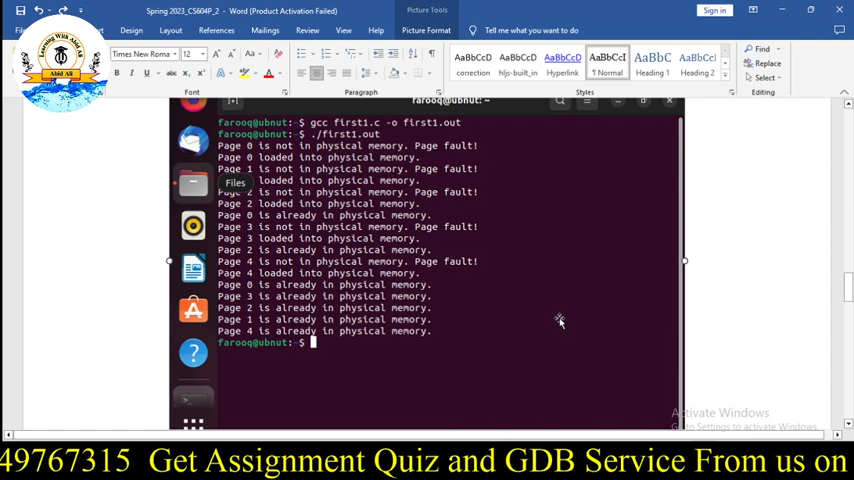 Spring 2023_CS604P_2 - Word (Product Activation Failed)
Picture Tools
Sign in
Design
Layout
References
Mailings
Review
View
Help
Picture Format
Tell me what you want to do
Times New Roma
12
A
Aa
B I U abc
AaBbCcD
AaBbCcD
AaBbCcD
AaBbCcI
AaBbC
AaBbCcI
correction
hljs-built_in
Hyperlink
¶ Normal
Heading 1
Heading 2
Find
Replace
Select
Font
Paragraph
Styles
Editing
Learning With Abid Ali
Abid Ali
farooq@ubnut: ~
farooq@ubnut:~$ gcc first1.c -o first1.out
farooq@ubnut:~$ ./first1.out
Page 0 is not in physical memory. Page fault!
Page 0 loaded into physical memory.
Page 1 is not in physical memory. Page fault!
loaded into physical memory.
Files
Page 2 is not in physical memory. Page fault!
Page 2 loaded into physical memory.
Page 0 is already in physical memory.
Page 3 is not in physical memory. Page fault!
Page 3 loaded into physical memory.
Page 2 is already in physical memory.
Page 4 is not in physical memory. Page fault!
Page 4 loaded into physical memory.
Page 0 is already in physical memory.
Page 3 is already in physical memory.
Page 2 is already in physical memory.
Page 1 is already in physical memory.
Page 4 is already in physical memory.
farooq@ubnut:~$
Activate Windows
Go to Settings to activate Windows.
49767315 Get Assignment Quiz and GDB Service From us on